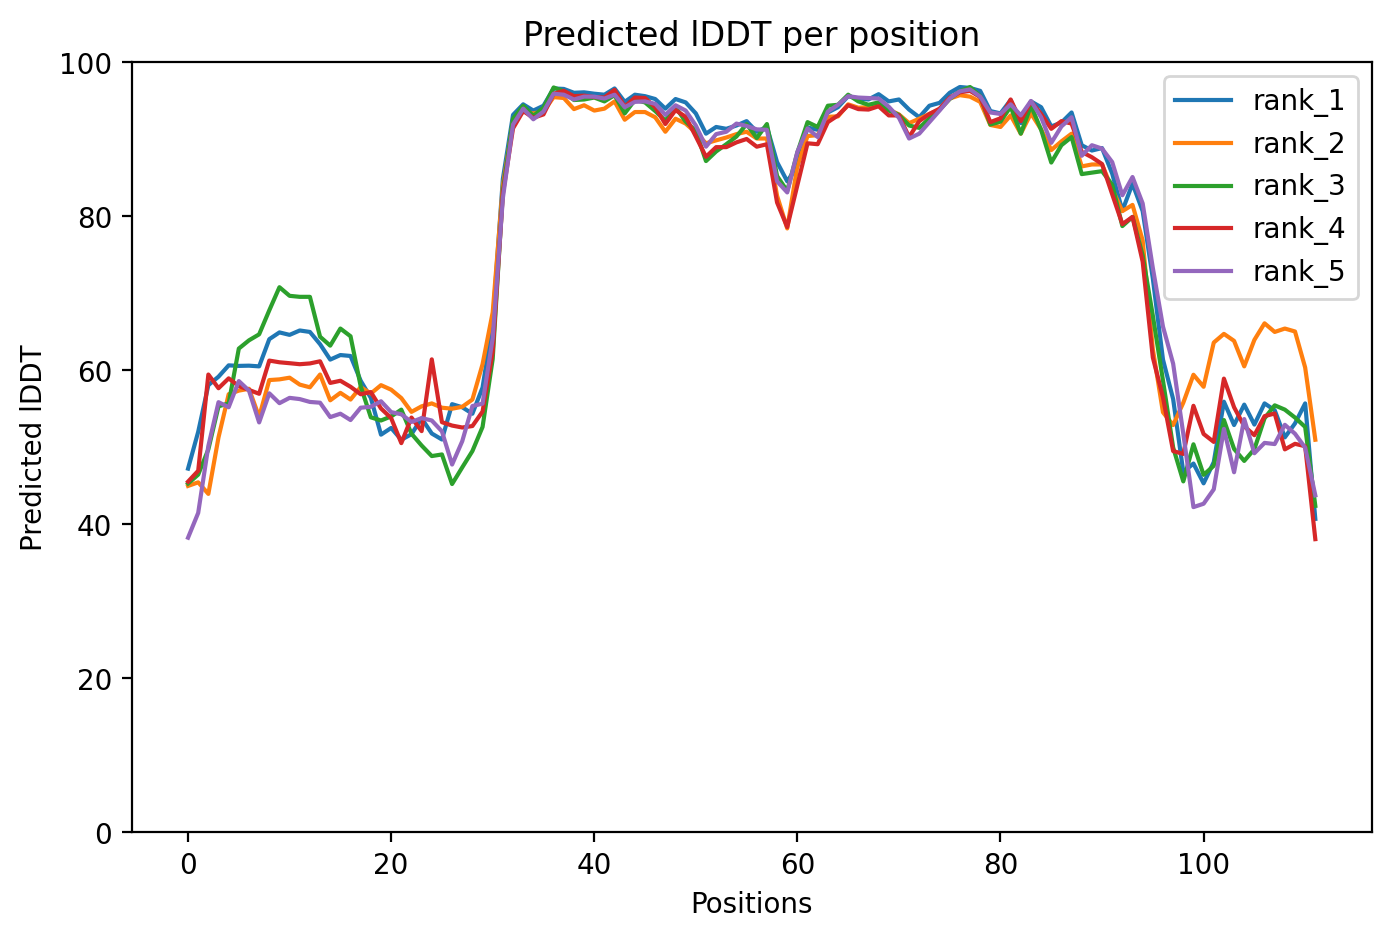 Predicted lDDT per position
100
80
60
40
20
0
Predicted lDDT
0 20 40 60 80 100
Positions
rank_1
rank_2
rank_3
rank_4
rank_5